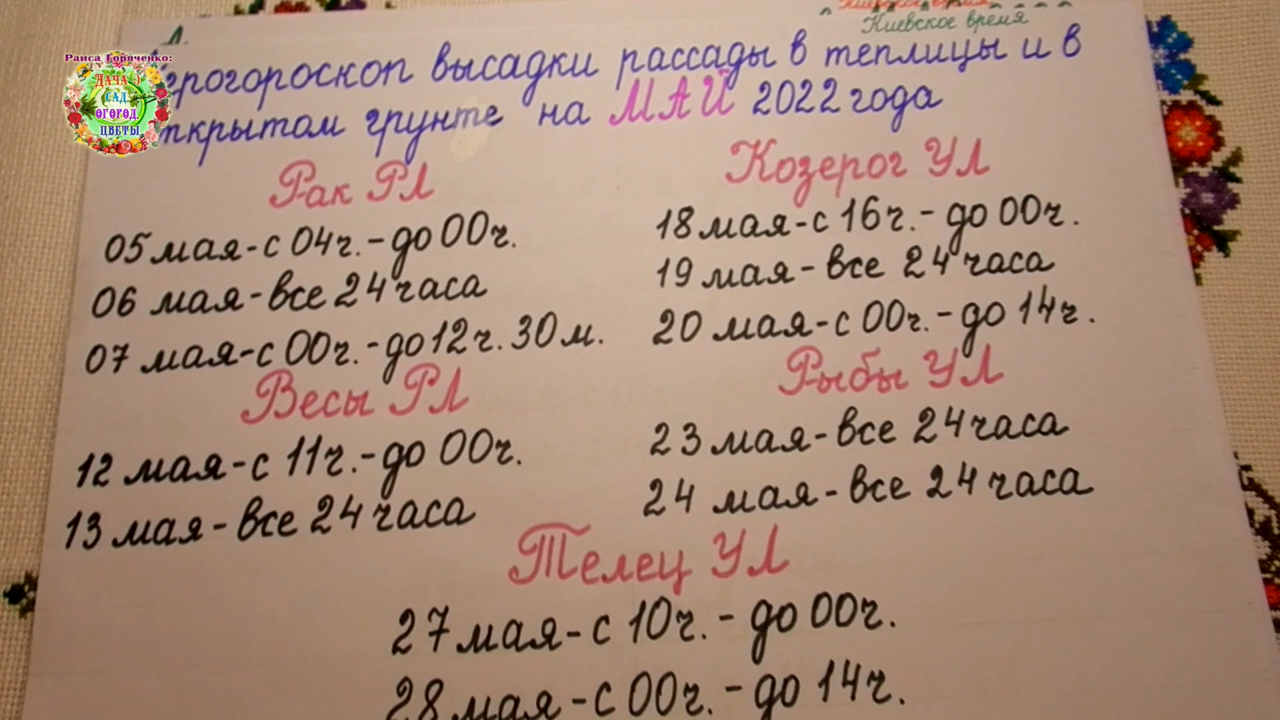 Киевское время
Раиса Горяченко:
ДАЧА
САД,
ОГОРОД,
ЦВЕТЫ
Агрогороскоп высадки рассады в теплицы и в
открытом грунте на МАЙ 2022 года
Рак РЛ
05 мая-с 04ч.-до 00ч.
06 мая-все 24 часа
07 мая-с 00ч.-до 12ч. 30м.
Весы РЛ
12 мая-с 11ч.-до 00ч.
13 мая-все 24 часа
Козерог УЛ
18 мая-с 16ч.-до 00ч.
19 мая-все 24 часа
20 мая-с 00ч.-до 14ч.
Рыбы УЛ
23 мая-все 24 часа
24 мая-все 24 часа
Телец УЛ
27 мая-с 10ч.-до 00ч.
28 мая-с 00ч.-до 14ч.